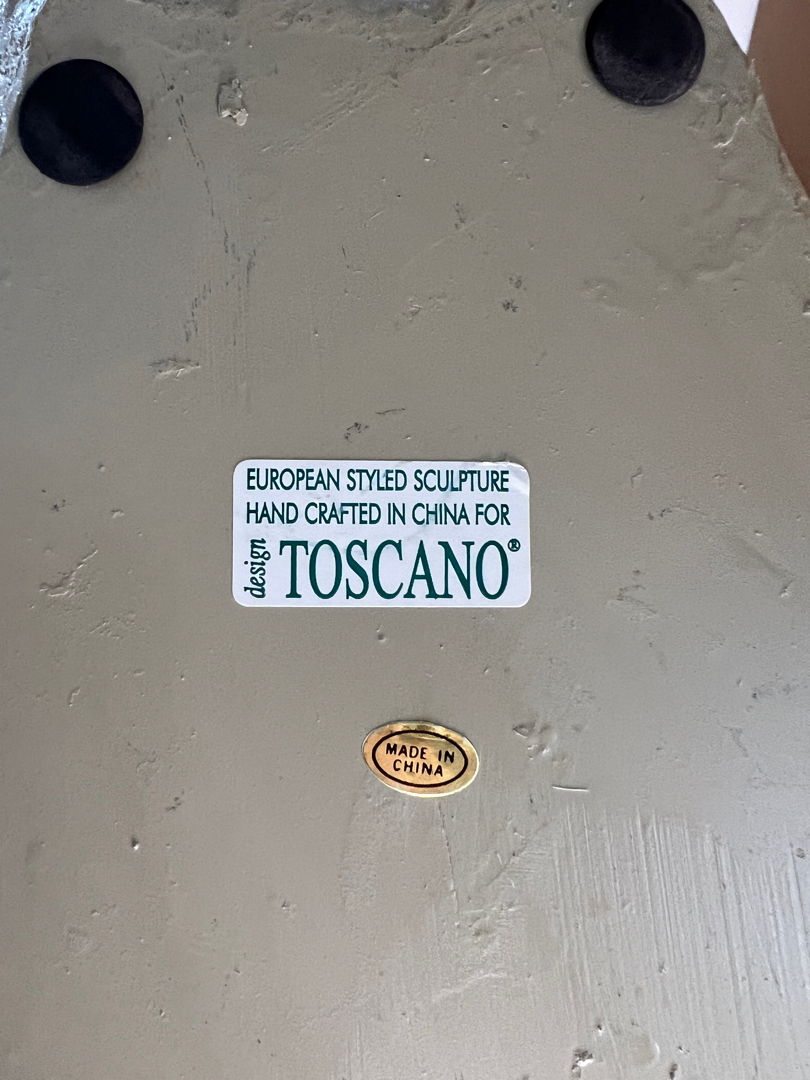 EUROPEAN STYLED SCULPTURE
HAND CRAFTED IN CHINA FOR
design TOSCANO®
MADE IN
CHINA